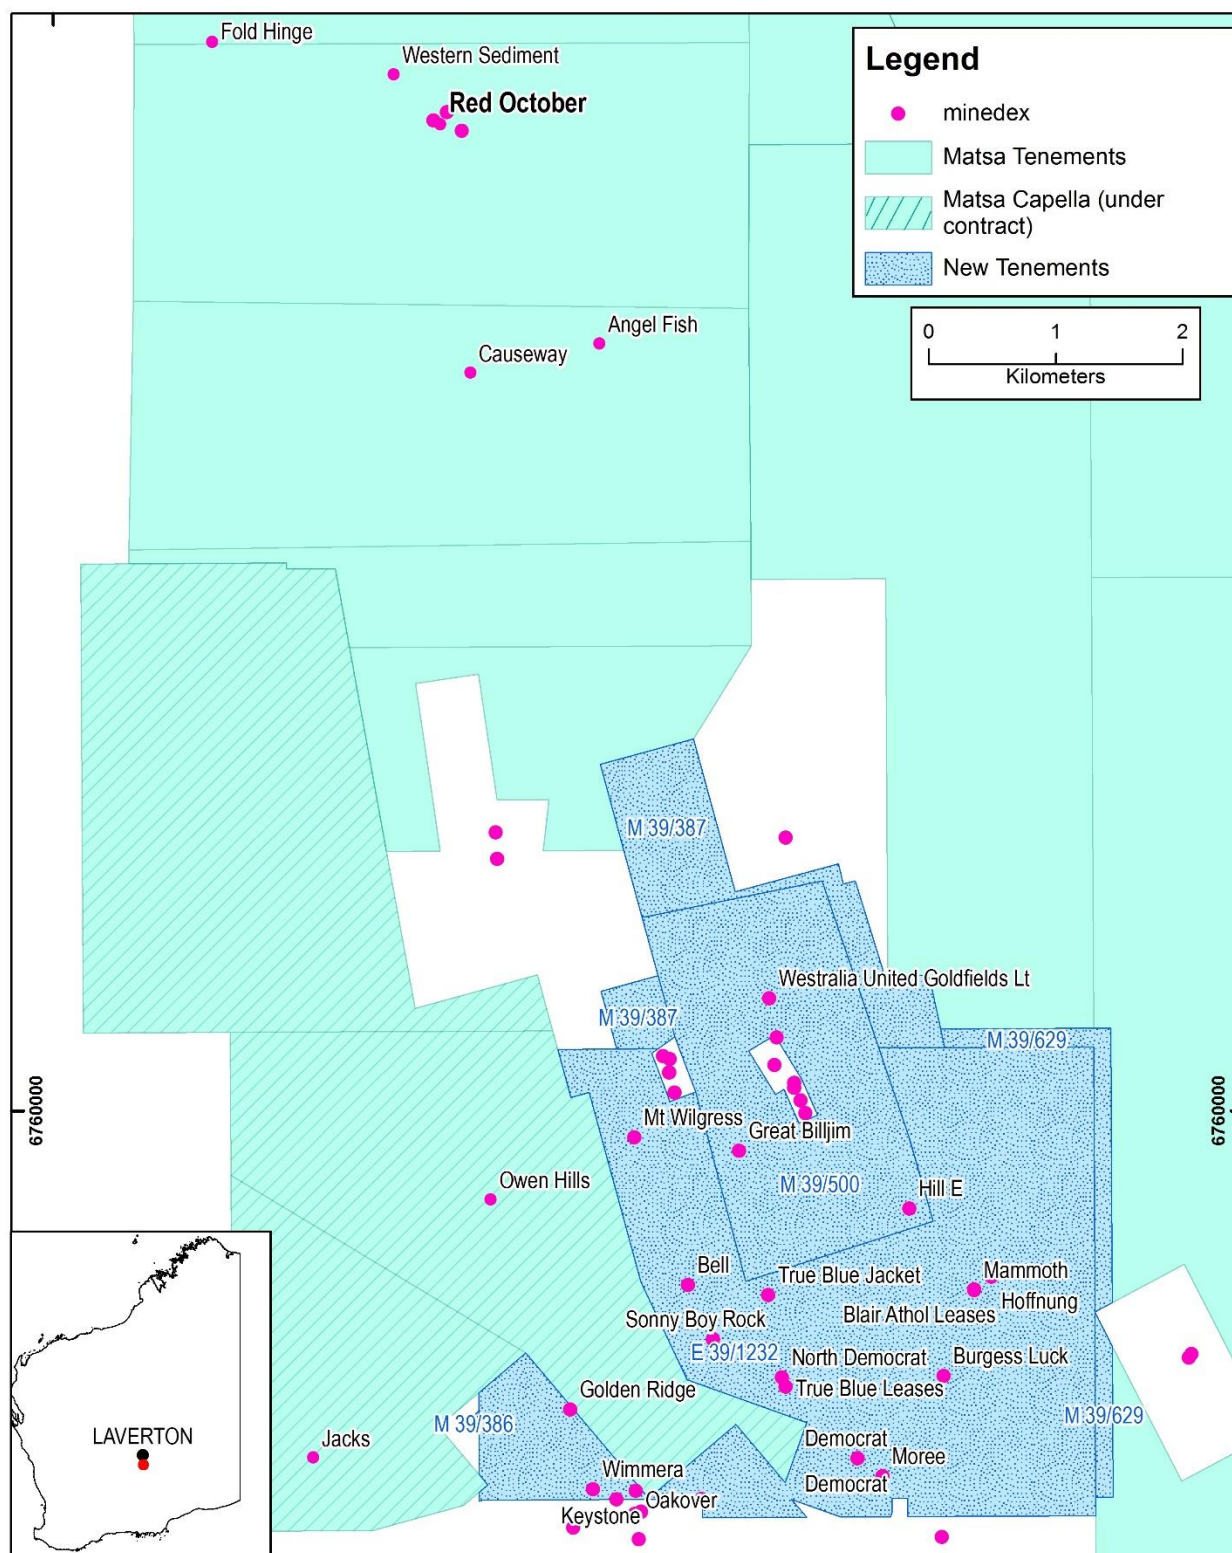 Fold Hinge
Western Sediment
Red October
Legend
minedex
Matsa Tenements
Matsa Capella (under
contract)
New Tenements
0 1 2
Kilometers
Angel Fish
Causeway
M 39/387
Westralia United Goldfields Lt
M 39/387
M 39/629
6760000
6760000
Mt Wilgress
Great Billjim
M 39/500
Owen Hills
Hill E
Bell
True Blue Jacket
Mammoth
Hoffnung
Blair Athol Leases
Sonny Boy Rock
E 39/1232
North Democrat
Burgess Luck
True Blue Leases
Golden Ridge
M 39/386
M 39/629
Jacks
Democrat
Moree
Democrat
Wimmera
Oakover
Keystone
LAVERTON